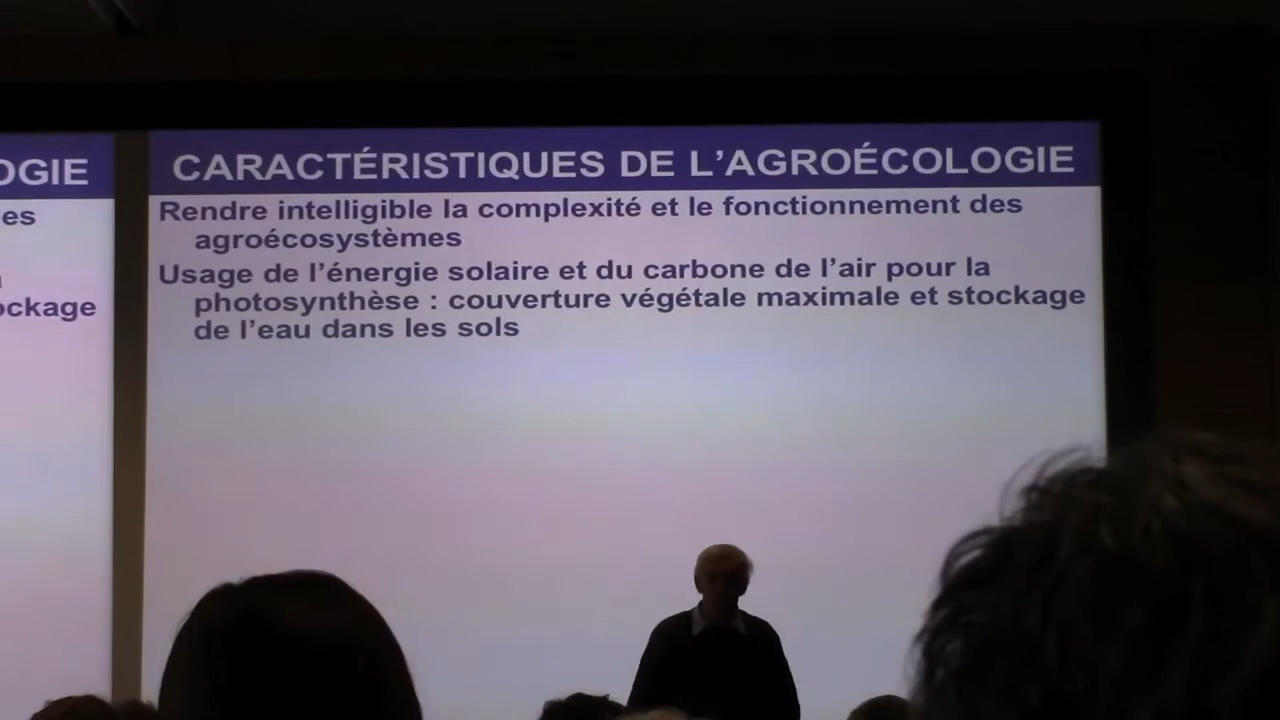 OGIE
es
ockage
CARACTÉRISTIQUES DE L’AGROÉCOLOGIE
Rendre intelligible la complexité et le fonctionnement des
agroécosystèmes
Usage de l’énergie solaire et du carbone de l’air pour la
photosynthèse : couverture végétale maximale et stockage
de l’eau dans les sols